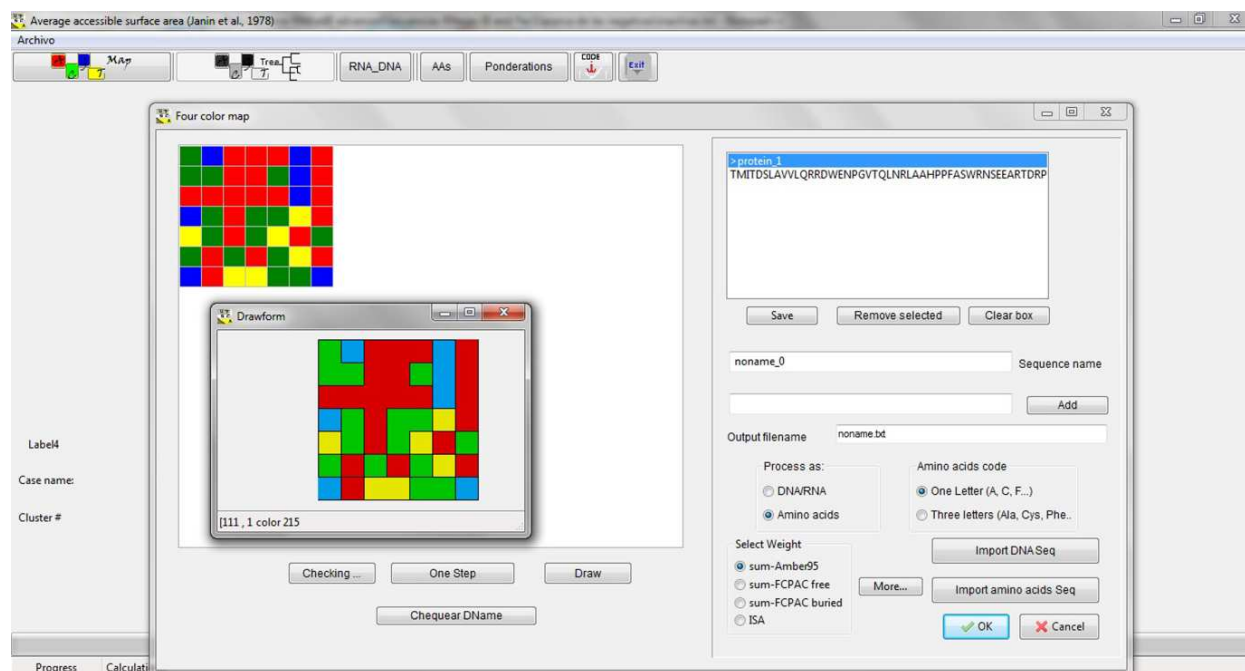 Average accessible surface area (Janin et al., 1978)
Archivo
Map
T
Tree
T
RNA_DNA
AAs
Ponderations
CODE
Exit
Four color map
>protein_1
TMITDSLAVVLQRRDWENPGVTQLNRLAAHPPFASWRNSEEARTDRP
Save
Remove selected
Clear box
Drawform
noname_0
Sequence name
Add
Label4
Output filename
noname.txt
Process as:
Amino acids code
Case name:
DNA/RNA
One Letter (A, C, F...)
Cluster #
Amino acids
Three letters (Ala, Cys, Phe..
[111 , 1 color 215
Select Weight
Import DNA Seq
Checking ...
One Step
Draw
sum-Amber95
sum-FCPAC free
More...
Import amino acids Seq
sum-FCPAC buried
Chequear DName
ISA
OK
Cancel
Progress
Calculati